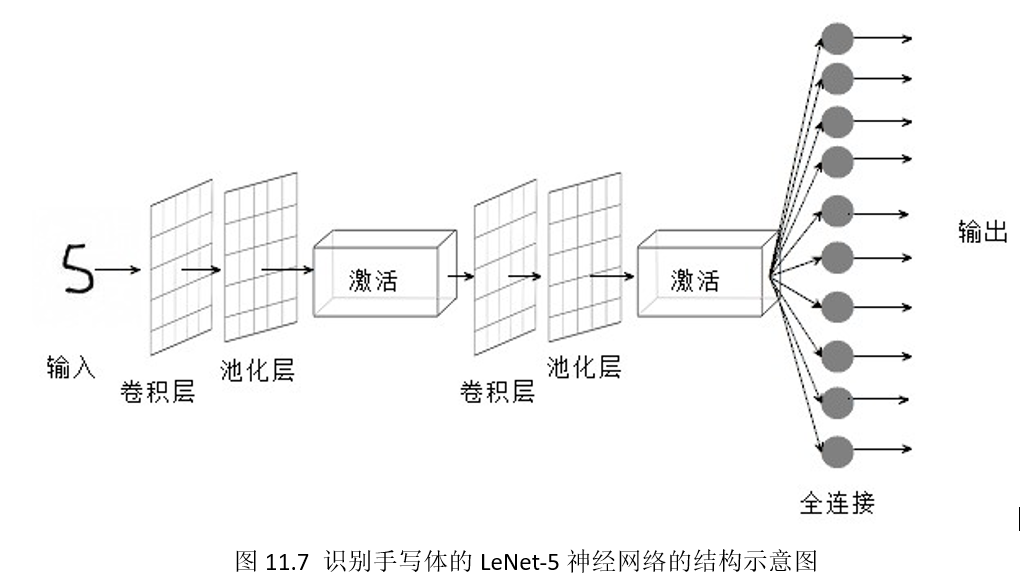 5
输入
卷积层
池化层
激活
卷积层
池化层
激活
全连接
输出
图 11.7 识别手写体的 LeNet-5 神经网络的结构示意图